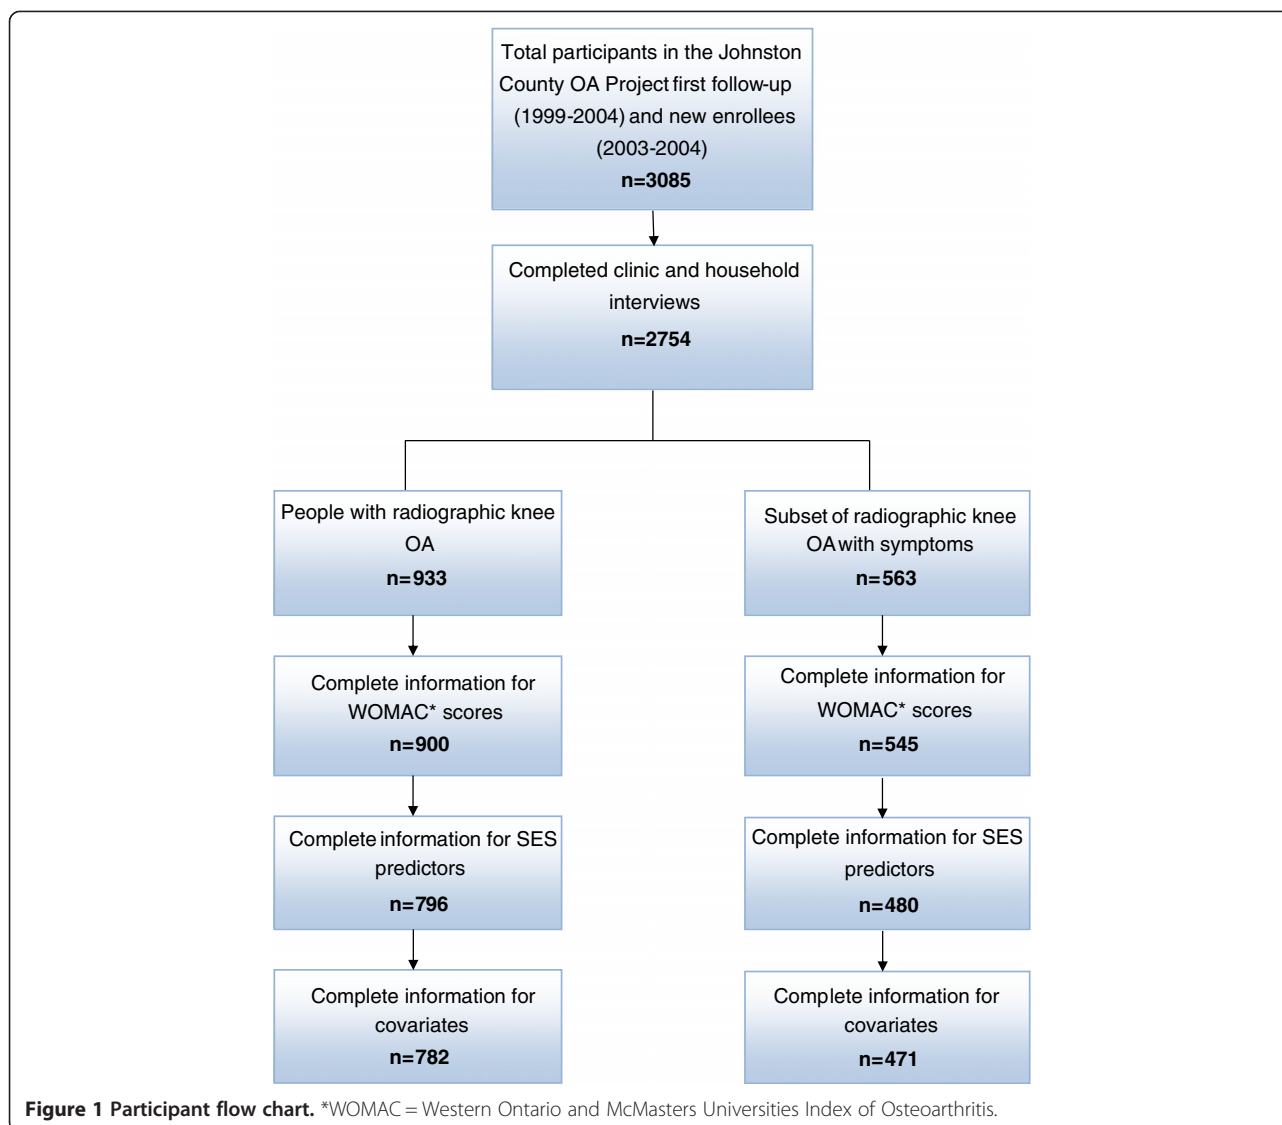 Total participants in the Johnston
County OA Project first follow-up
(1999-2004) and new enrollees
(2003-2004)
n=3085
Completed clinic and household
interviews
n=2754
People with radiographic knee
OA
n=933
Complete information for
WOMAC* scores
n=900
Complete information for SES
predictors
n=796
Complete information for
covariates
n=782
Subset of radiographic knee
OA with symptoms
n=563
Complete information for
WOMAC* scores
n=545
Complete information for SES
predictors
n=480
Complete information for
covariates
n=471
Figure 1 Participant flow chart. *WOMAC = Western Ontario and McMasters Universities Index of Osteoarthritis.